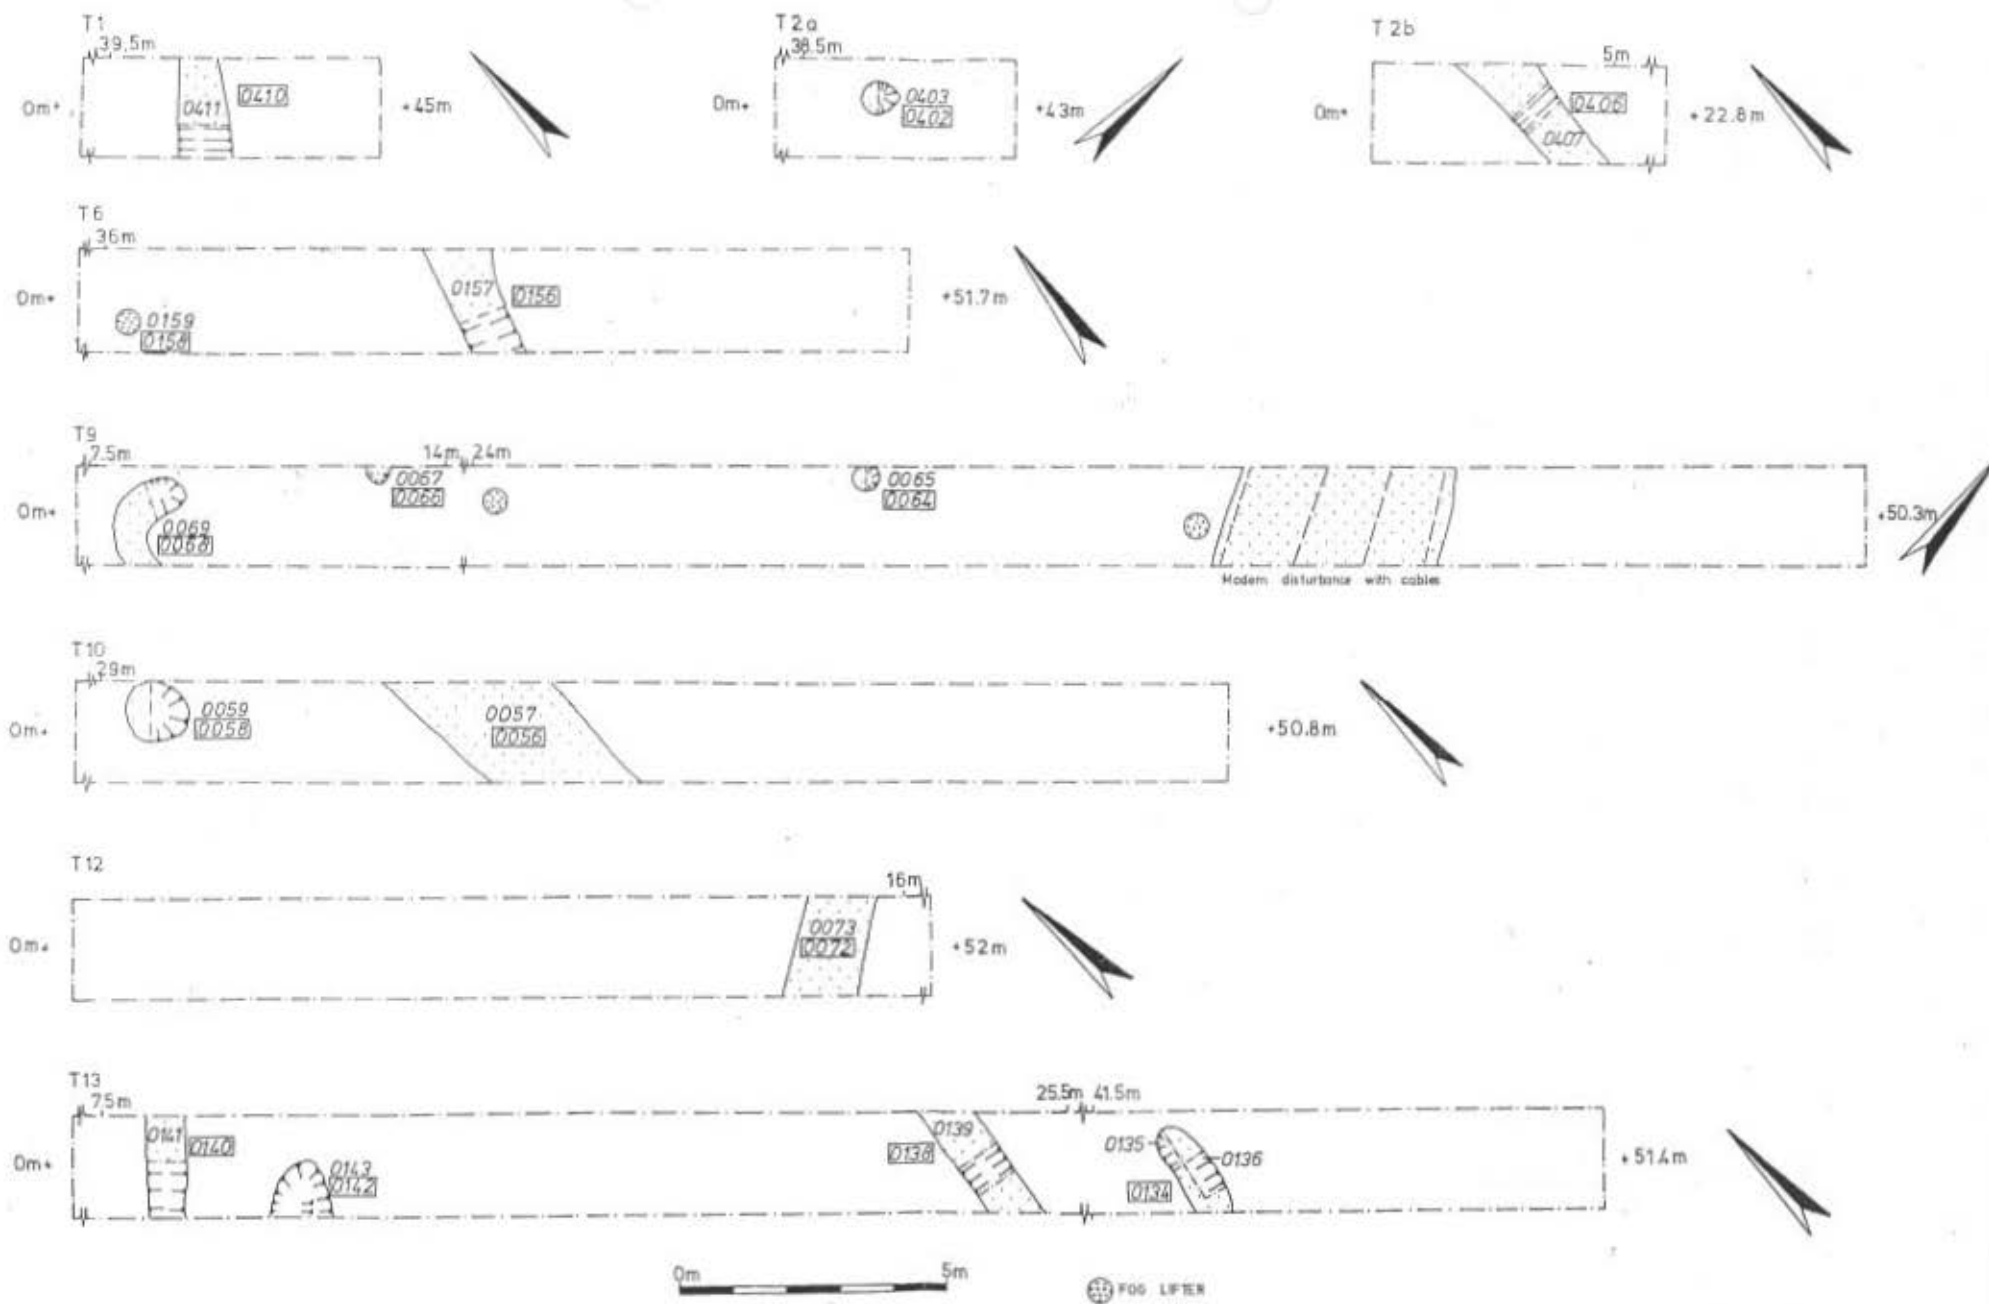 T1
39,5m
0m+
0411
0410
+45m
T2a
38.5m
0m+
0403
0402
+43m
T2b
5m
0m+
0406
0407
+22.8m
T6
36m
0m+
0157
0156
0159
0158
+51.7m
T9
7.5m
14m 24m
0m+
0069
0068
0067
0066
0065
0064
+50.3m
Modern disturbance with cables
T10
29m
0m+
0059
0058
0057
0056
+50.8m
T12
16m
0m+
0073
0072
+52m
T13
7.5m
25.5m 41.5m
0m+
0141
0140
0143
0142
0139
0138
0135
0136
0134
+51.4m
0m 5m
FOG LIFTER